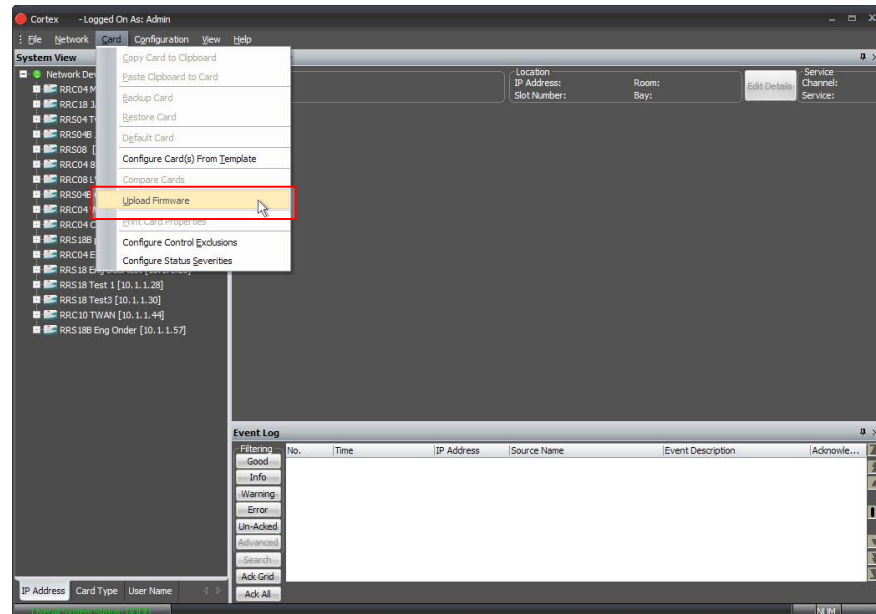 Cortex - Logged On As: Admin
File Network Card Configuration View Help
System View
Copy Card to Clipboard
Paste Clipboard to Card
Backup Card
Restore Card
Default Card
Configure Card(s) From Template
Compare Cards
Upload Firmware
Print Card Properties
Configure Control Exclusions
Configure Status Severities
Network Dev
RRC04 M
RRC18 J
RRS04 T
RRS04B
RRS08 [
RRC04 8
RRC08 L
RRS04B
RRC04
RRC04 C
RRS18B
RRC04 E
RRS18 Eng
RRS18 Test 1 [10.1.1.28]
RRS18 Test3 [10.1.1.30]
RRC10 TWAN [10.1.1.44]
RRS18B Eng Onder [10.1.1.57]
Location
IP Address: Room:
Slot Number: Bay:
Edit Details
Service
Channel:
Service:
Event Log
Filtering
Good
Info
Warning
Error
Un-Acked
Advanced
Search
Ack Grid
Ack All
No. Time IP Address Source Name Event Description Acknowle...
IP Address Card Type User Name
NUM